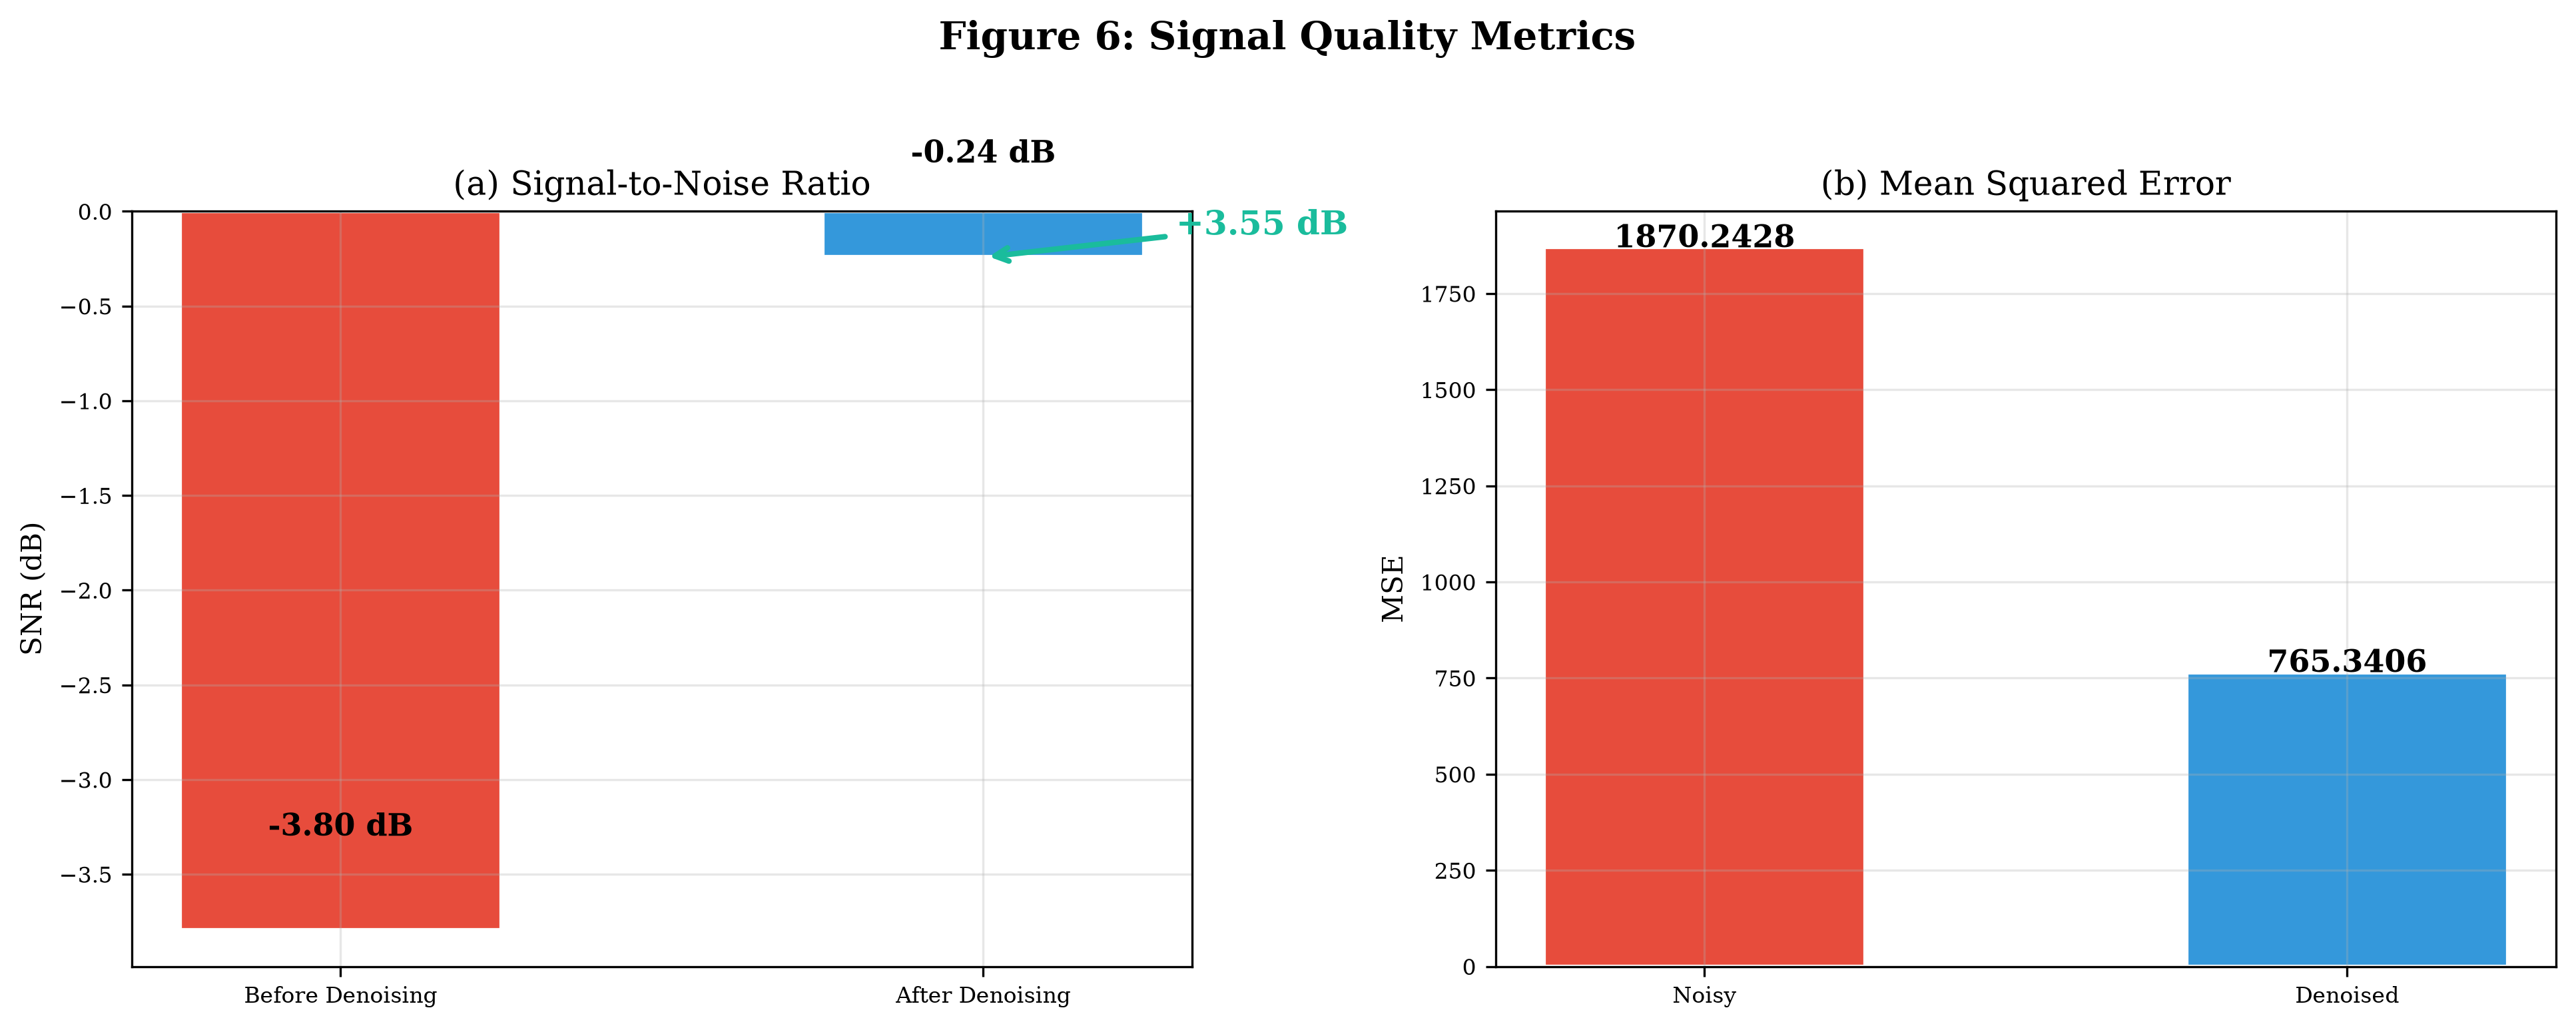 Figure 6: Signal Quality Metrics
-0.24 dB
(a) Signal-to-Noise Ratio
+3.55 dB
0.0
−0.5
−1.0
−1.5
−2.0
−2.5
−3.0
−3.5
SNR (dB)
-3.80 dB
Before Denoising
After Denoising
(b) Mean Squared Error
1870.2428
765.3406
1750
1500
1250
1000
750
500
250
0
MSE
Noisy
Denoised